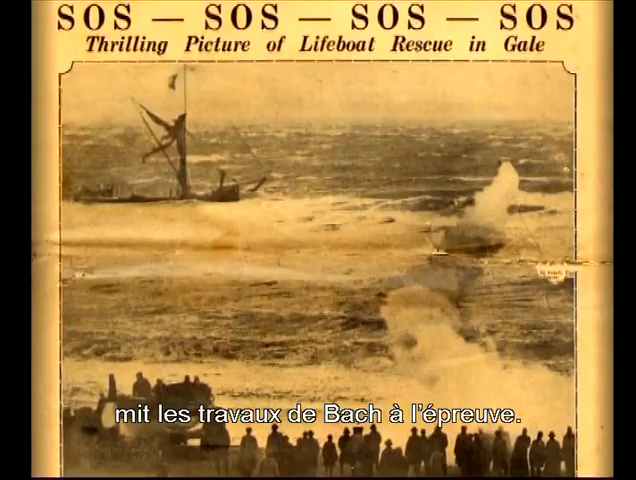 SOS — SOS — SOS — SOS
Thrilling Picture of Lifeboat Rescue in Gale
mit les travaux de Bach à l'épreuve.